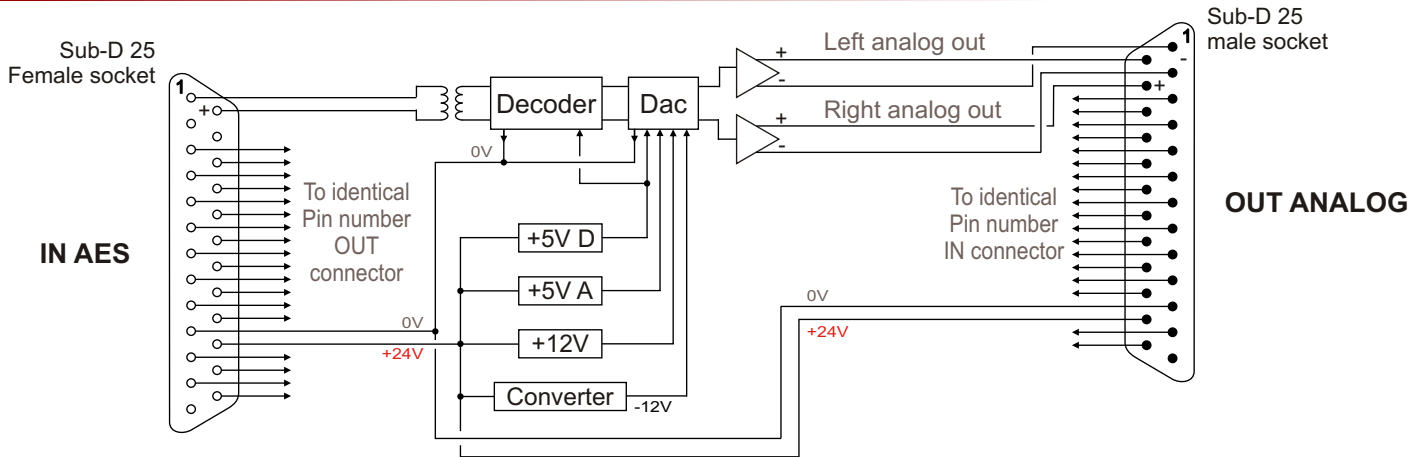 Sub-D 25
Female socket
1
+
IN AES
To identical
Pin number
OUT
connector
0V
+24V
0V
Decoder
Dac
+
-
Left analog out
+
-
Right analog out
+5V D
+5V A
+12V
Converter
-12V
Sub-D 25
male socket
1
-
+
To identical
Pin number
IN connector
0V
+24V
OUT ANALOG